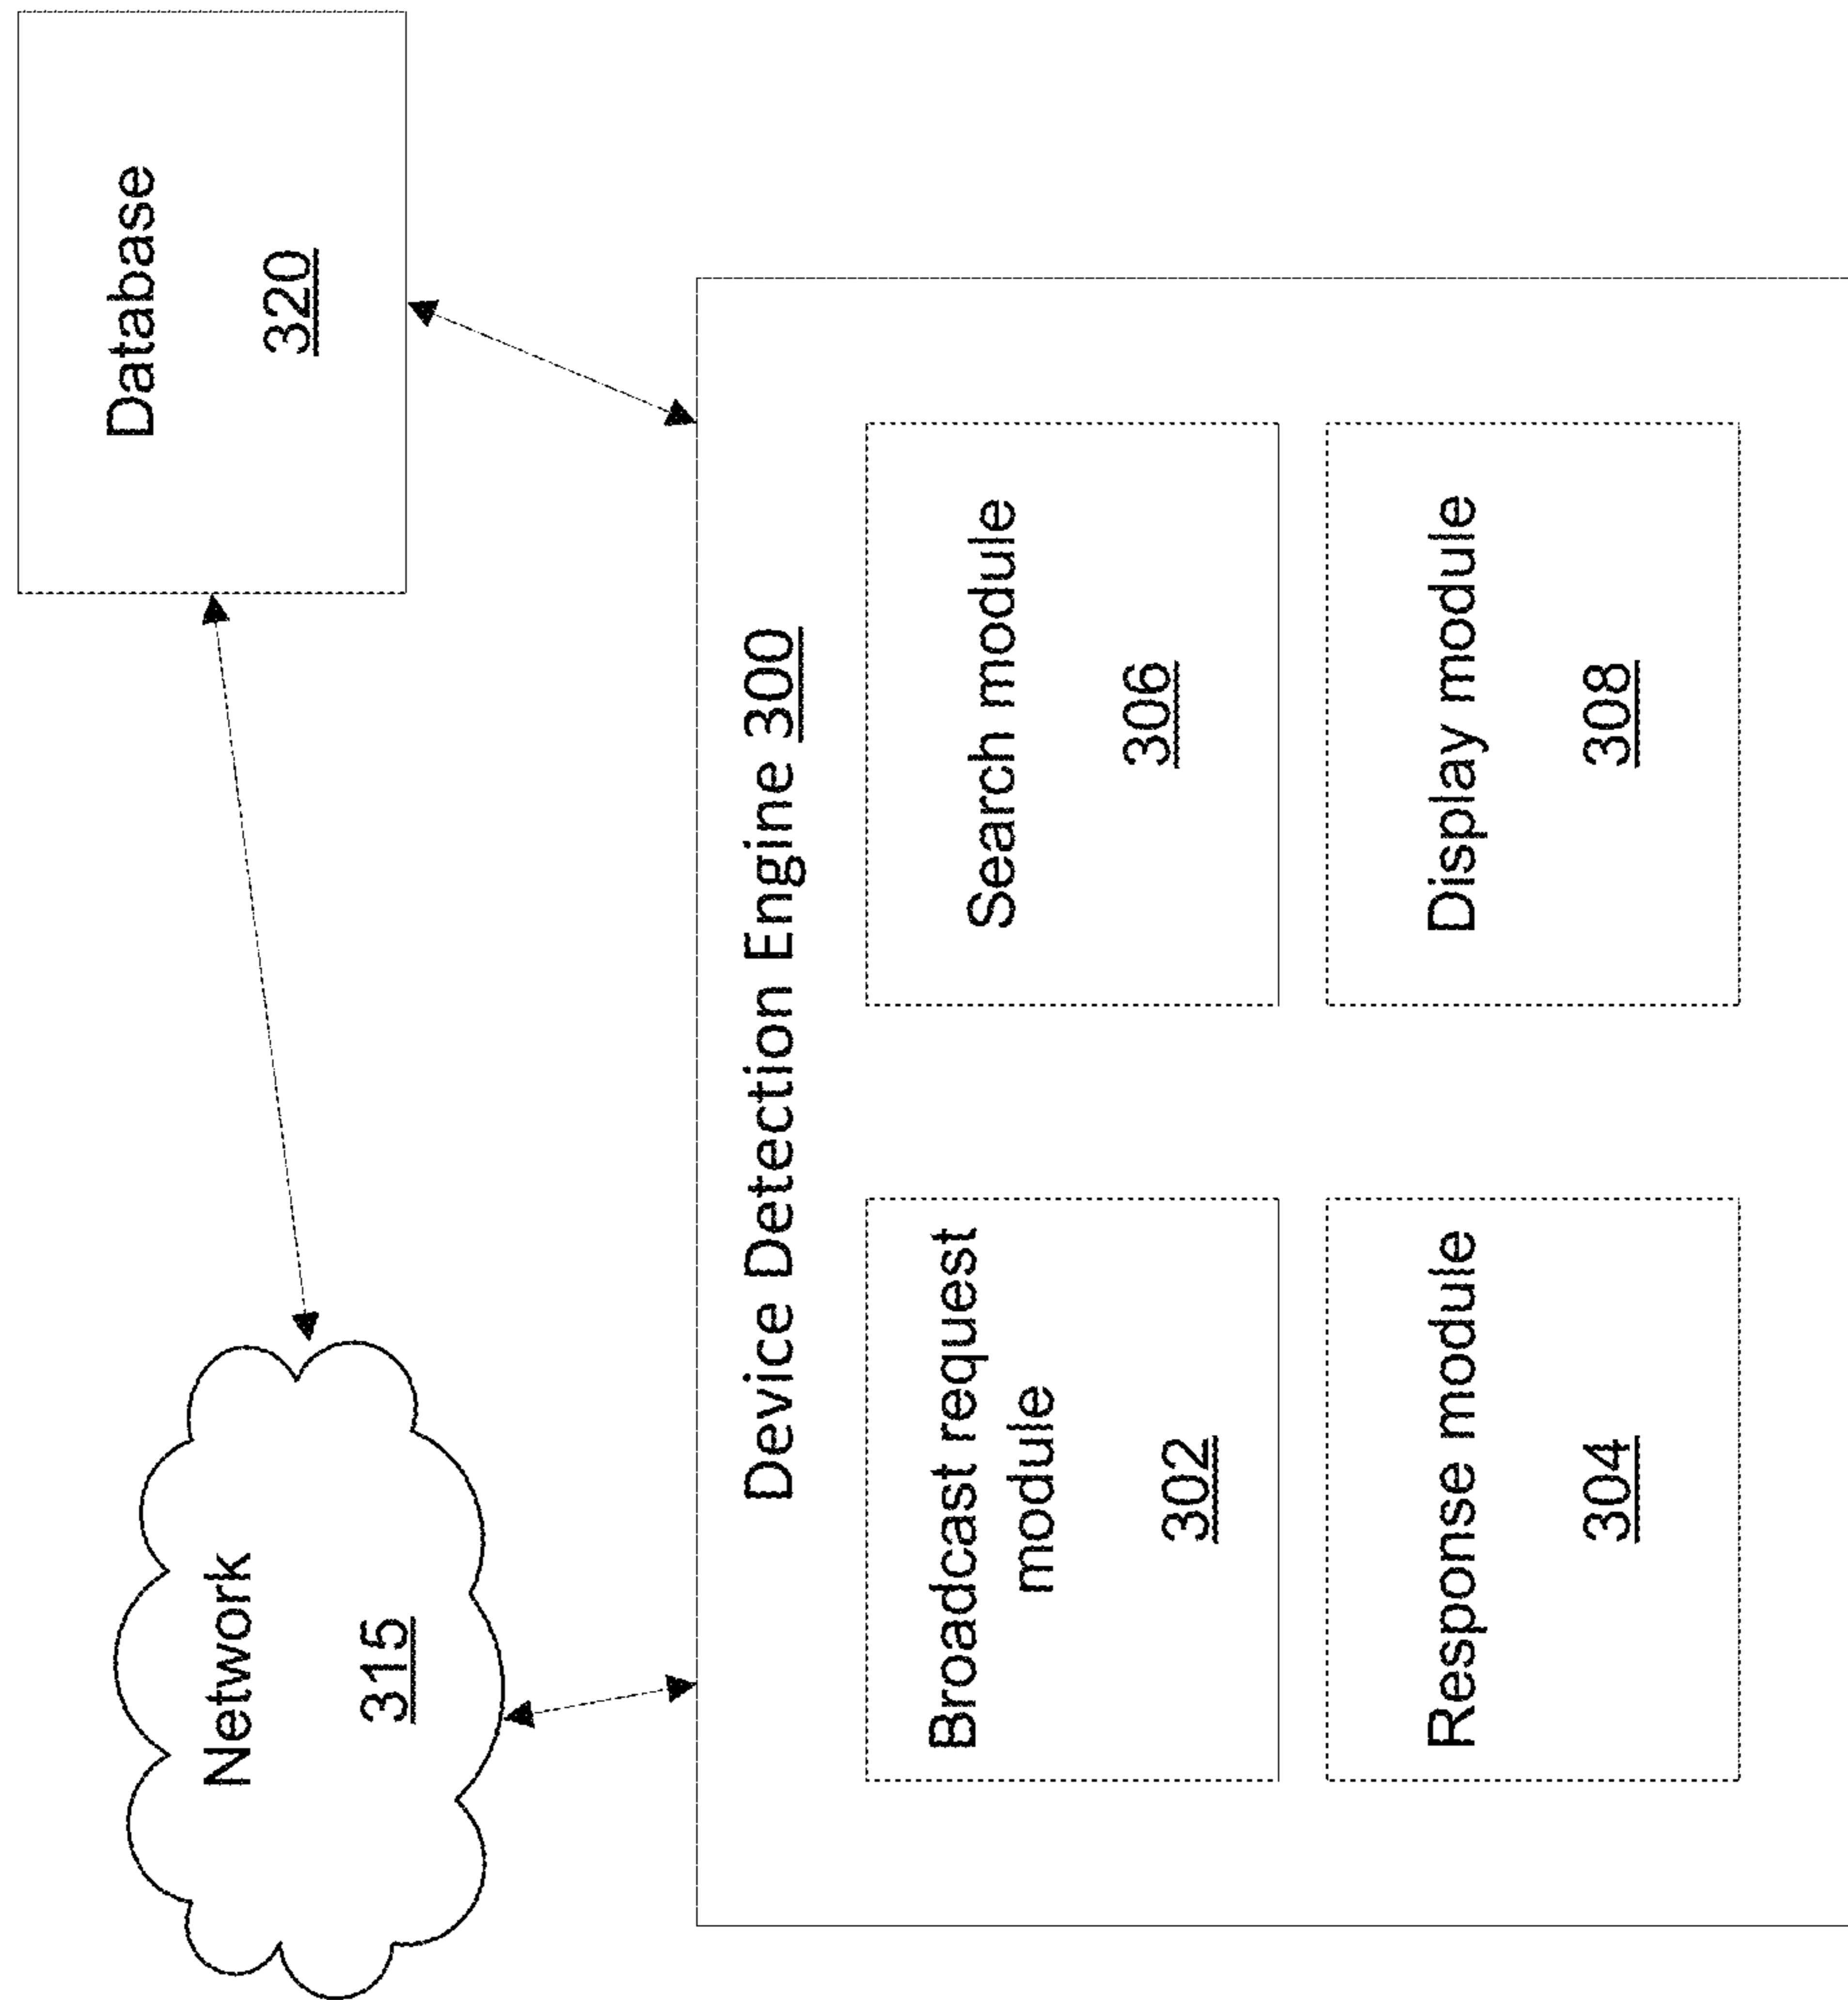 Network
315
Database
320
Device Detection Engine 300
Broadcast request
module
302
Search module
306
Response module
304
Display module
308